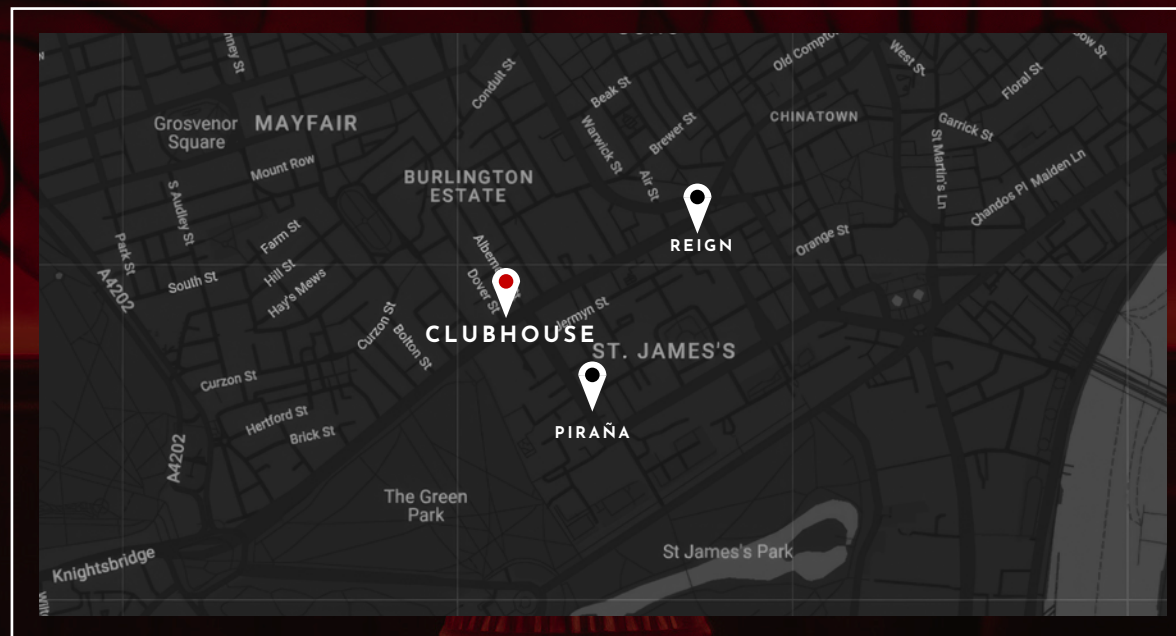 Conduit St
Old Compto
West St
Beak St
Floral St
Grosvenor
Square
MAYFAIR
CHINATOWN
Garrick St
Warwick St
Brewer St
Mount Row
St Martin's Ln
Maiden Ln
BURLINGTON
ESTATE
Air St
Chandos Pl
S Audley St
REIGN
Park St
Farm St
Orange St
A4202
South St
Hill St
Hay's Mews
Dover St
Jermyn St
Curzon St
Bolton St
CLUBHOUSE
ST. JAMES'S
Curzon St
Hertford St
Brick St
PIRAÑA
A4202
The Green
Park
St James's Park
Knightsbridge